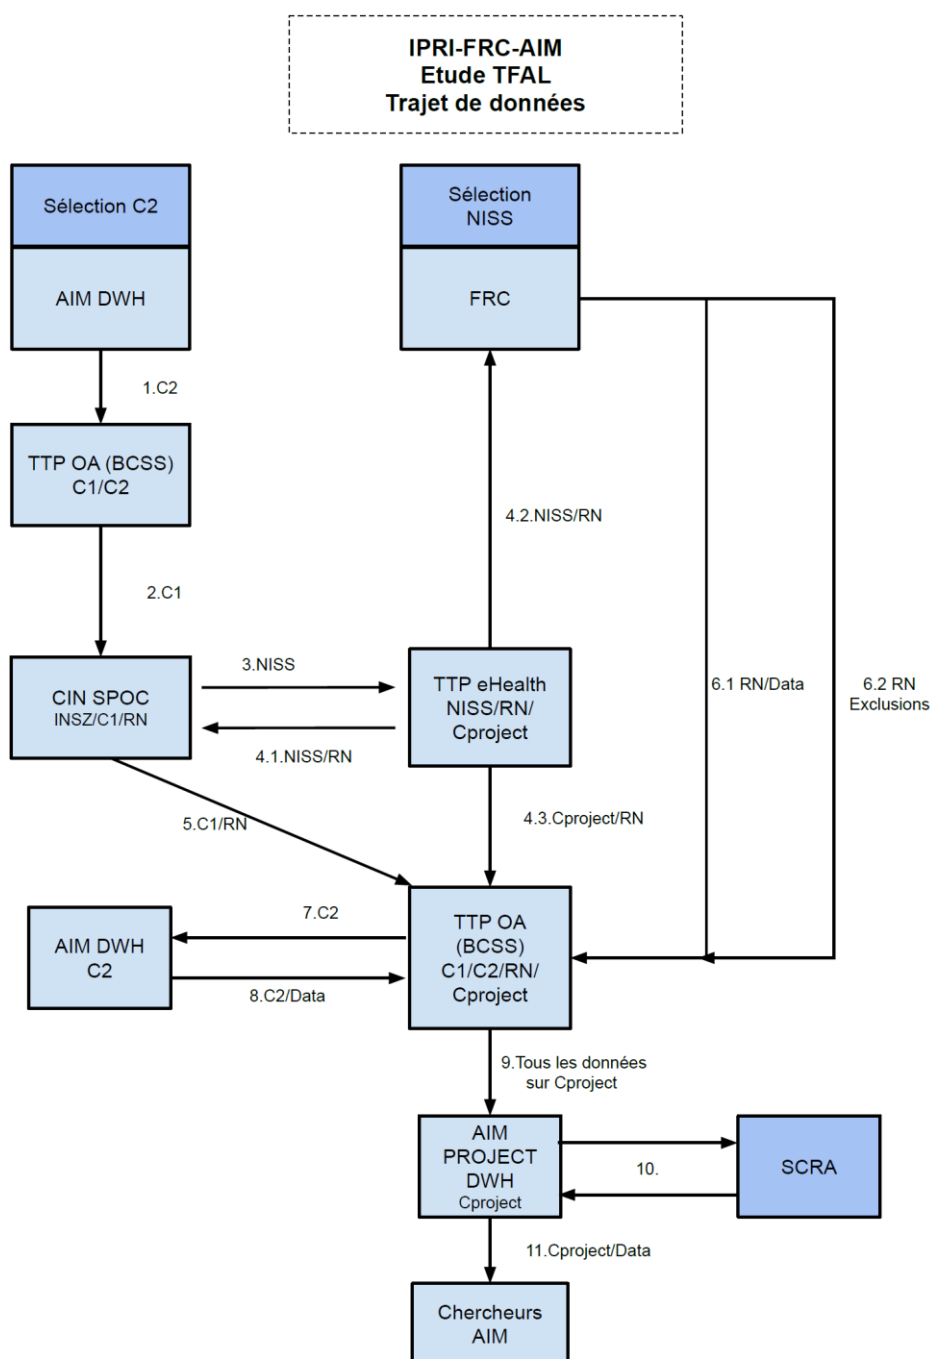 IPRI-FRC-AIM
Etude TFAL
Trajet de données
Sélection C2
AIM DWH
Sélection
NISS
FRC
1.C2
TTP OA (BCSS)
C1/C2
4.2.NISS/RN
2.C1
CIN SPOC
INSZ/C1/RN
3.NISS
4.1.NISS/RN
TTP eHealth
NISS/RN/
Cproject
6.1 RN/Data
6.2 RN
Exclusions
5.C1/RN
4.3.Cproject/RN
AIM DWH
C2
7.C2
8.C2/Data
TTP OA
(BCSS)
C1/C2/RN/
Cproject
9.Tous les données
sur Cproject
AIM
PROJECT
DWH
Cproject
10.
SCRA
11.Cproject/Data
Chercheurs
AIM